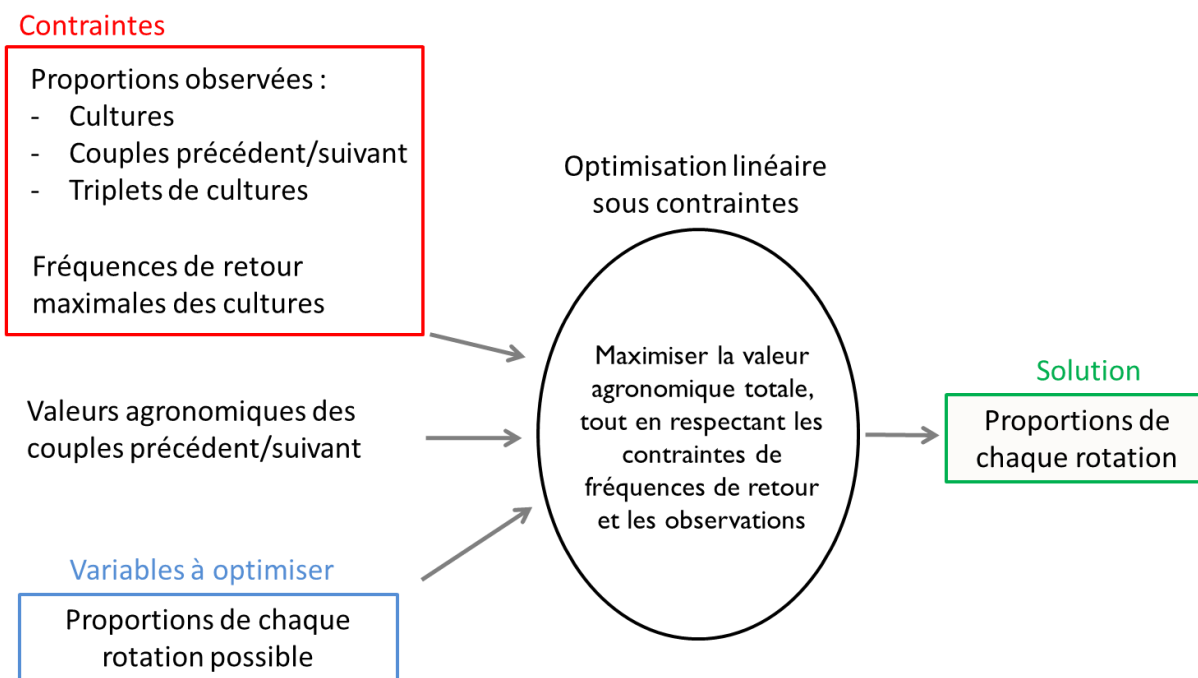 Contraintes
Proportions observées :
- Cultures
- Couples précédent/suivant
- Triplets de cultures
Fréquences de retour
maximales des cultures
Valeurs agronomiques des
couples précédent/suivant
Variables à optimiser
Proportions de chaque
rotation possible
Optimisation linéaire
sous contraintes
Maximiser la valeur
agronomique totale,
tout en respectant les
contraintes de
fréquences de retour
et les observations
Solution
Proportions de
chaque rotation